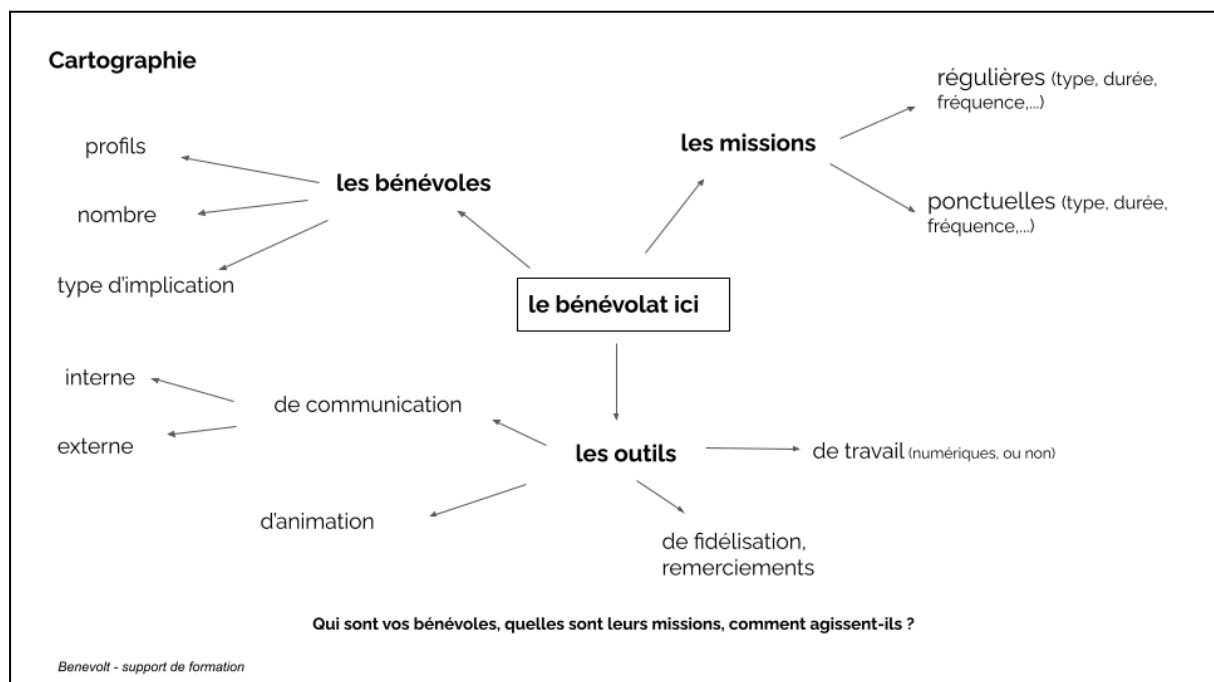 Cartographie
les bénévoles
profils
nombre
type d'implication
les missions
régulières (type, durée,
fréquence,...)
ponctuelles (type, durée,
fréquence,...)
le bénévolat ici
les outils
de communication
interne
externe
d'animation
de travail (numériques, ou non)
de fidélisation,
remerciements
Qui sont vos bénévoles, quelles sont leurs missions, comment agissent-ils ?
Benevolt - support de formation